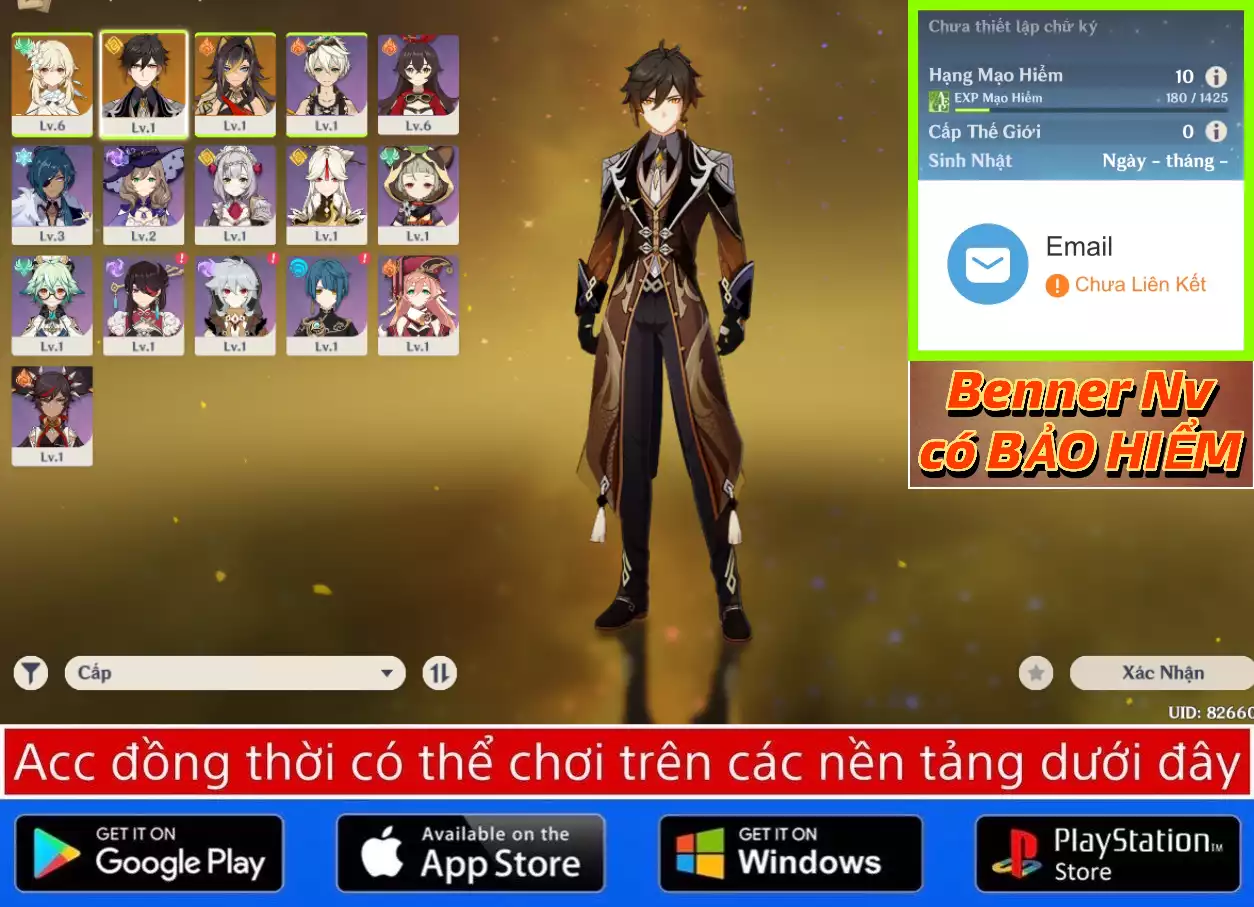 Lv.6
Lv.1
Lv.1
Lv.1
Lv.6
Lv.3
Lv.2
Lv.1
Lv.1
Lv.1
Lv.1
Lv.1
Lv.1
Lv.1
Lv.1
Lv.1
Chưa thiết lập chữ ký
Hạng Mạo Hiểm 10
EXP Mạo Hiểm 180 / 1425
Cấp Thế Giới 0
Sinh Nhật Ngày - tháng -
Email
Chưa Liên Kết
Benner Nv
có BẢO HIỂM
Cấp
Xác Nhận
UID: 82660
Acc đồng thời có thể chơi trên các nền tảng dưới đây
GET IT ON
Google Play
Available on the
App Store
GET IT ON
Windows
PlayStation™
Store